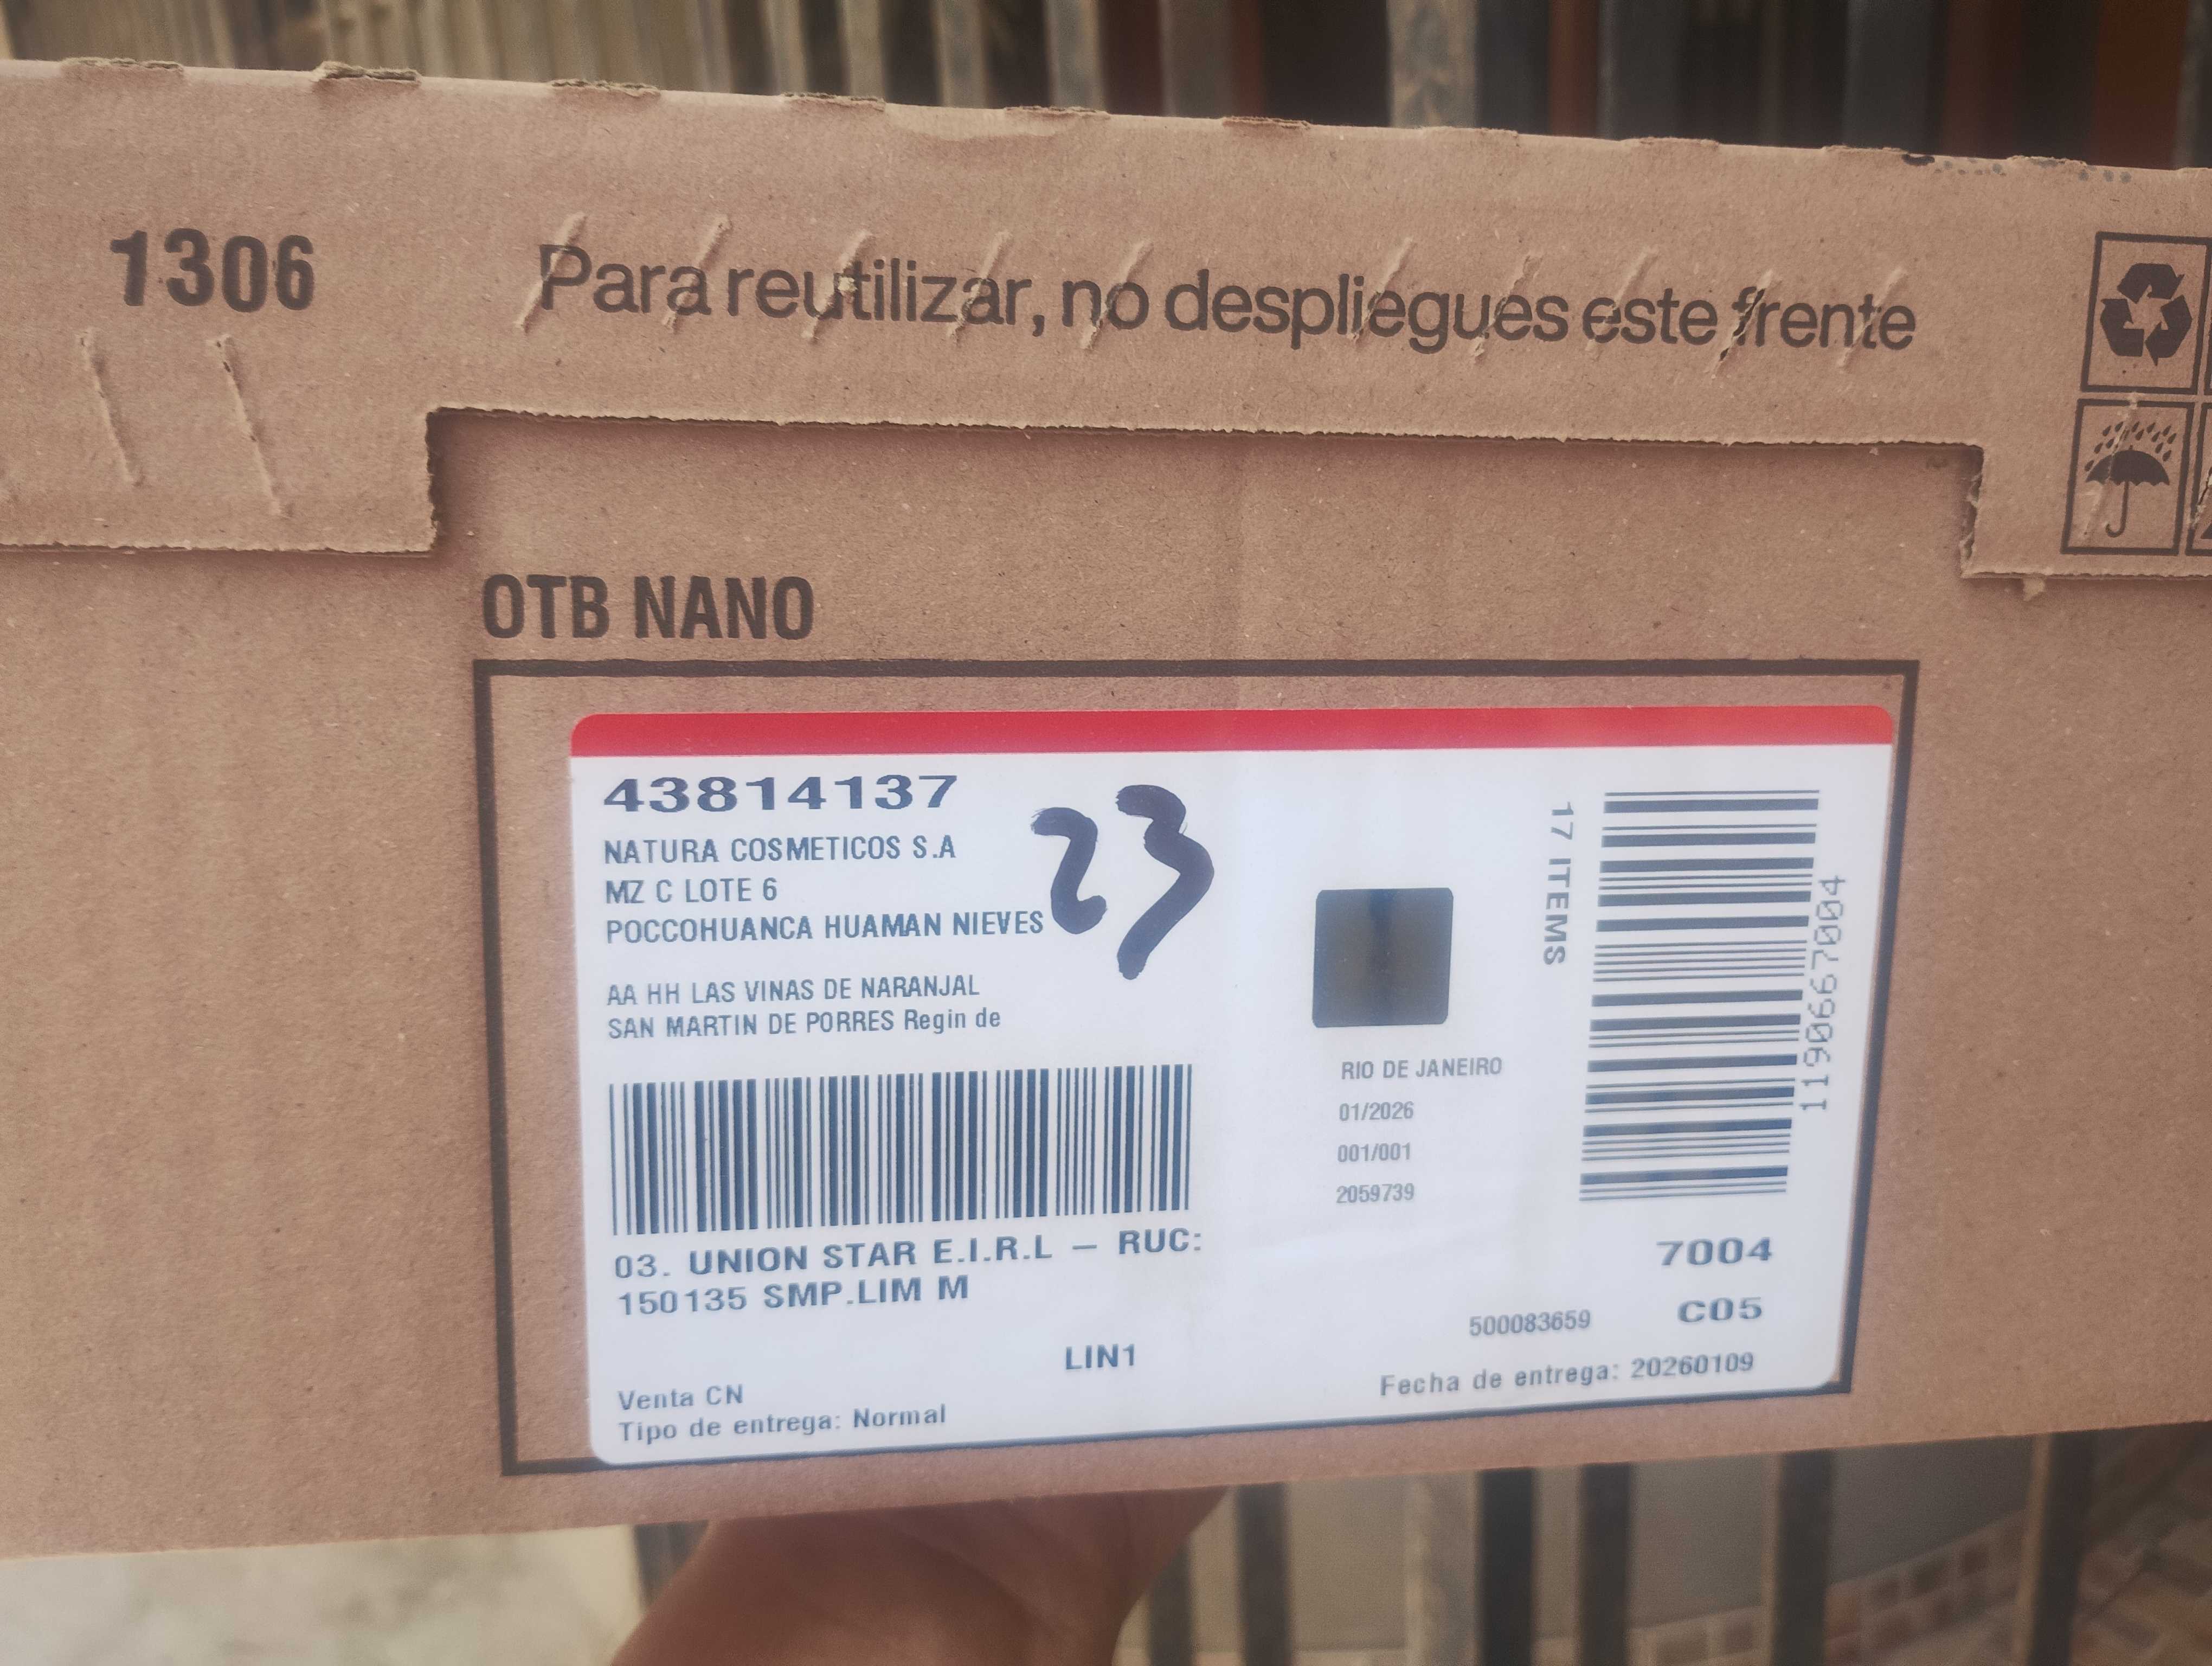 1306
Para reutilizar, no despliegues este frente
OTB NANO
43814137
23
NATURA COSMETICOS S.A
MZ C LOTE 6
POCCOHUANCA HUAMAN NIEVES
AA HH LAS VINAS DE NARANJAL
SAN MARTIN DE PORRES Regin de
17 ITEMS
1190667004
RIO DE JANEIRO
01/2026
001/001
2059739
03. UNION STAR E.I.R.L – RUC:
150135 SMP.LIM M
7004
500083659
C05
LIN1
Venta CN
Tipo de entrega: Normal
Fecha de entrega: 20260109